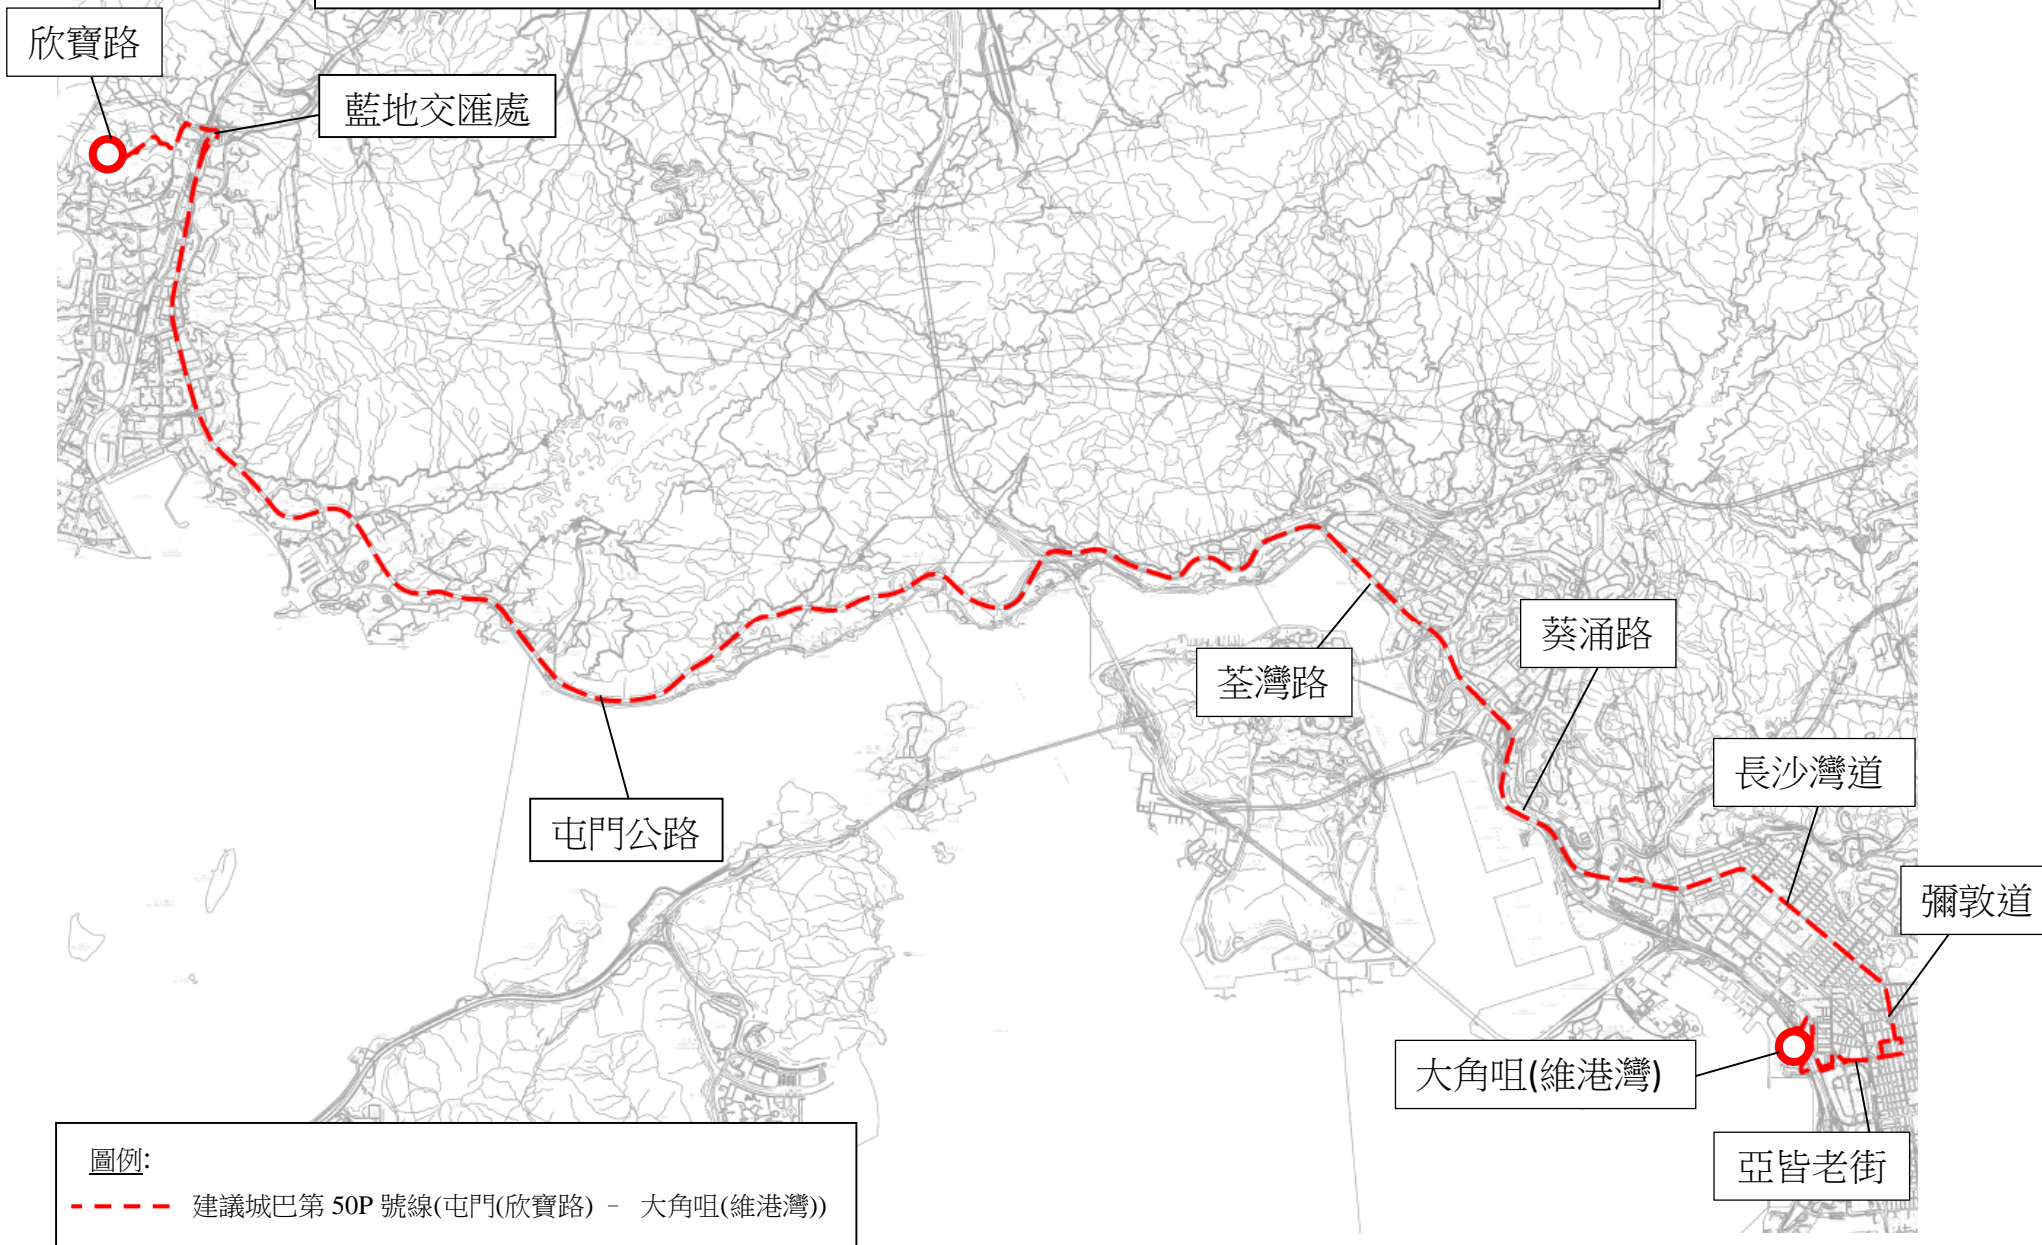 欣寶路
藍地交匯處
葵涌路
荃灣路
長沙灣道
屯門公路
彌敦道
大角咀(維港灣)
亞皆老街
圖例:
建議城巴第 50P 號線(屯門(欣寶路) - 大角咀(維港灣))